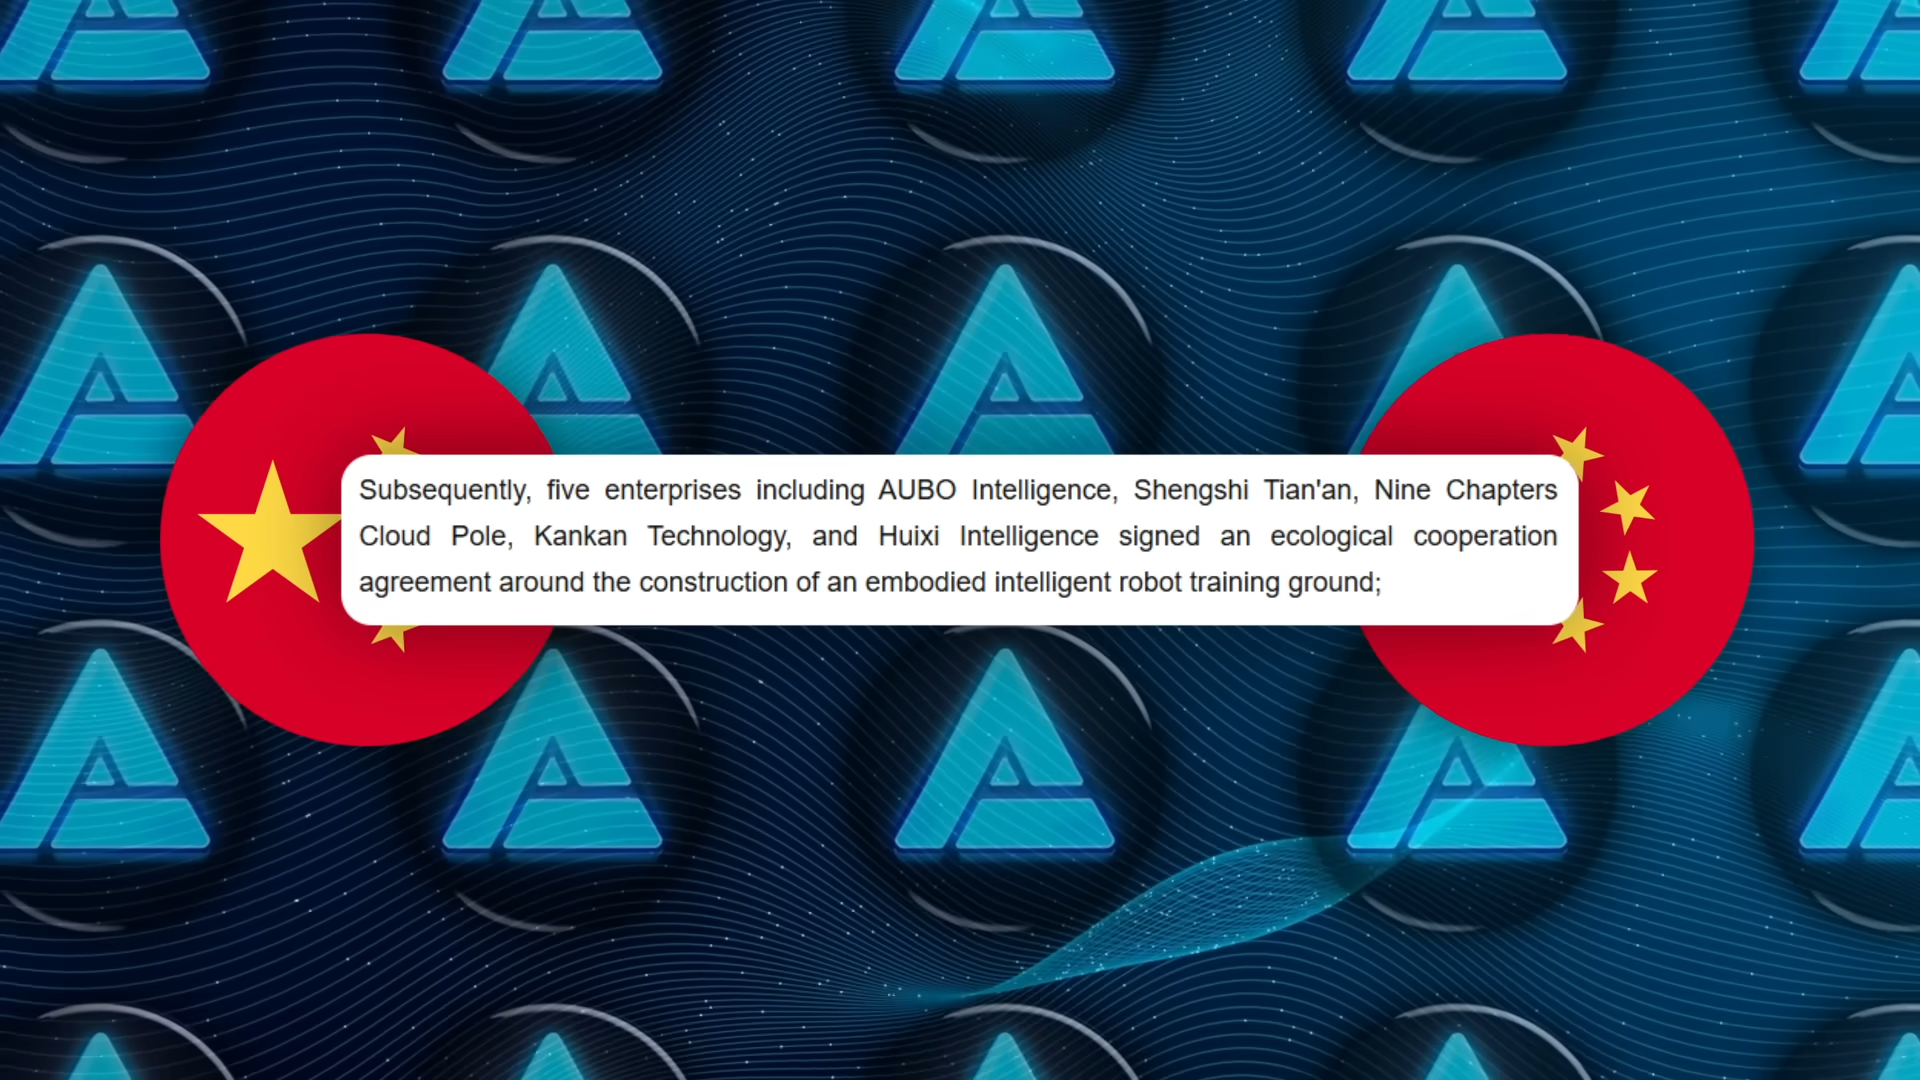 Subsequently, five enterprises including AUBO Intelligence, Shengshi Tian'an, Nine Chapters
Cloud Pole, Kankan Technology, and Huixi Intelligence signed an ecological cooperation
agreement around the construction of an embodied intelligent robot training ground;